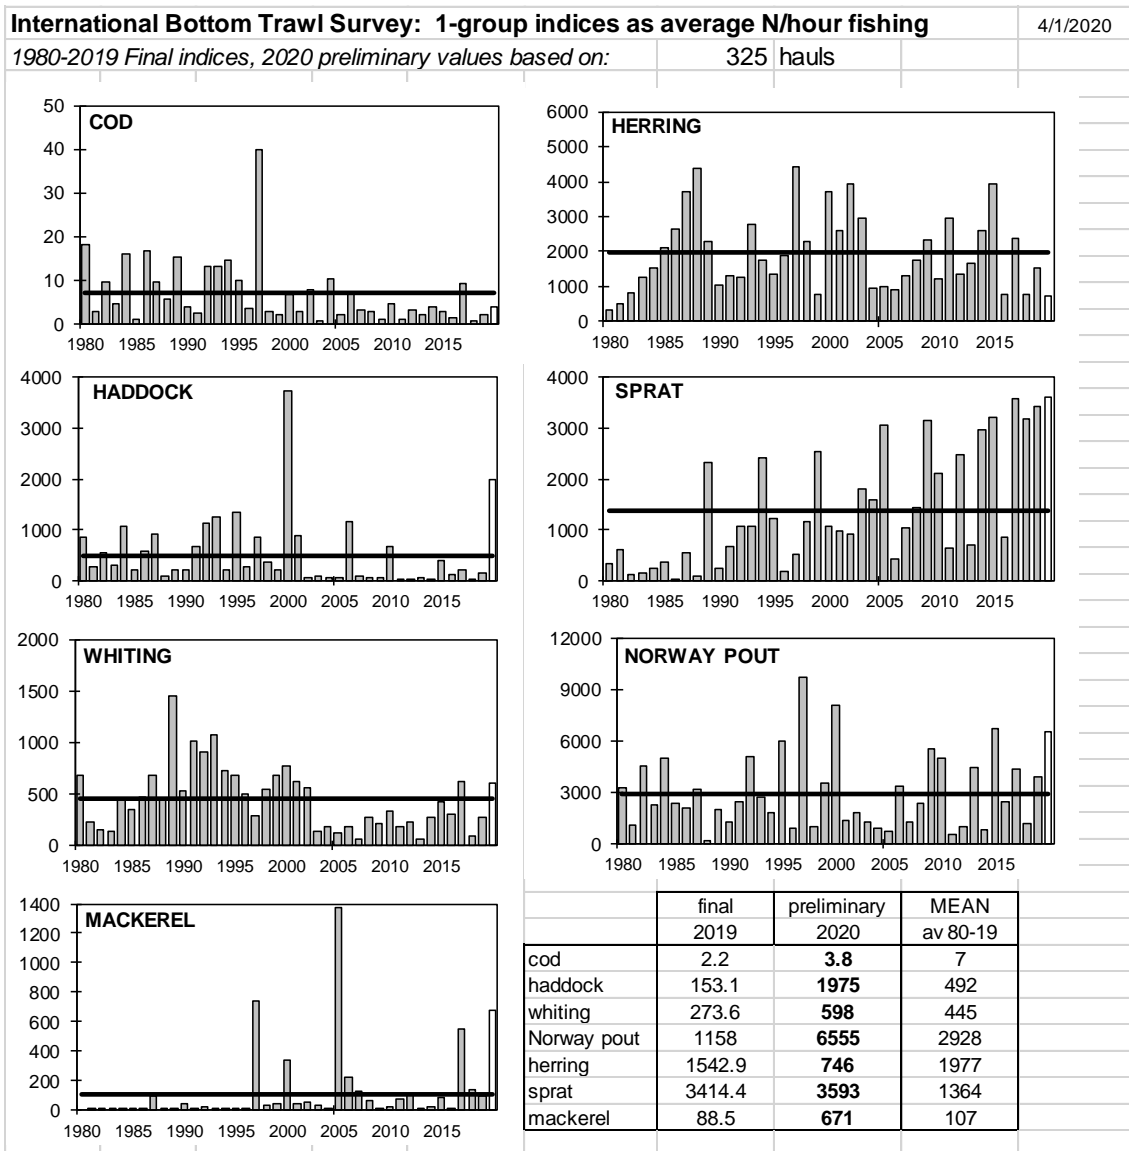 International Bottom Trawl Survey: 1-group indices as average N/hour fishing 4/1/2020
1980-2019 Final indices, 2020 preliminary values based on: 325 hauls
COD
50
40
30
20
10
0
1980 1985 1990 1995 2000 2005 2010 2015
HERRING
6000
5000
4000
3000
2000
1000
0
1980 1985 1990 1995 2000 2005 2010 2015
HADDOCK
4000
3000
2000
1000
0
1980 1985 1990 1995 2000 2005 2010 2015
SPRAT
4000
3000
2000
1000
0
1980 1985 1990 1995 2000 2005 2010 2015
WHITING
2000
1500
1000
500
0
1980 1985 1990 1995 2000 2005 2010 2015
NORWAY POUT
12000
9000
6000
3000
0
1980 1985 1990 1995 2000 2005 2010 2015
MACKEREL
1400
1200
1000
800
600
400
200
0
1980 1985 1990 1995 2000 2005 2010 2015
final preliminary MEAN
2019 2020 av 80-19
cod 2.2 3.8 7
haddock 153.1 1975 492
whiting 273.6 598 445
Norway pout 1158 6555 2928
herring 1542.9 746 1977
sprat 3414.4 3593 1364
mackerel 88.5 671 107